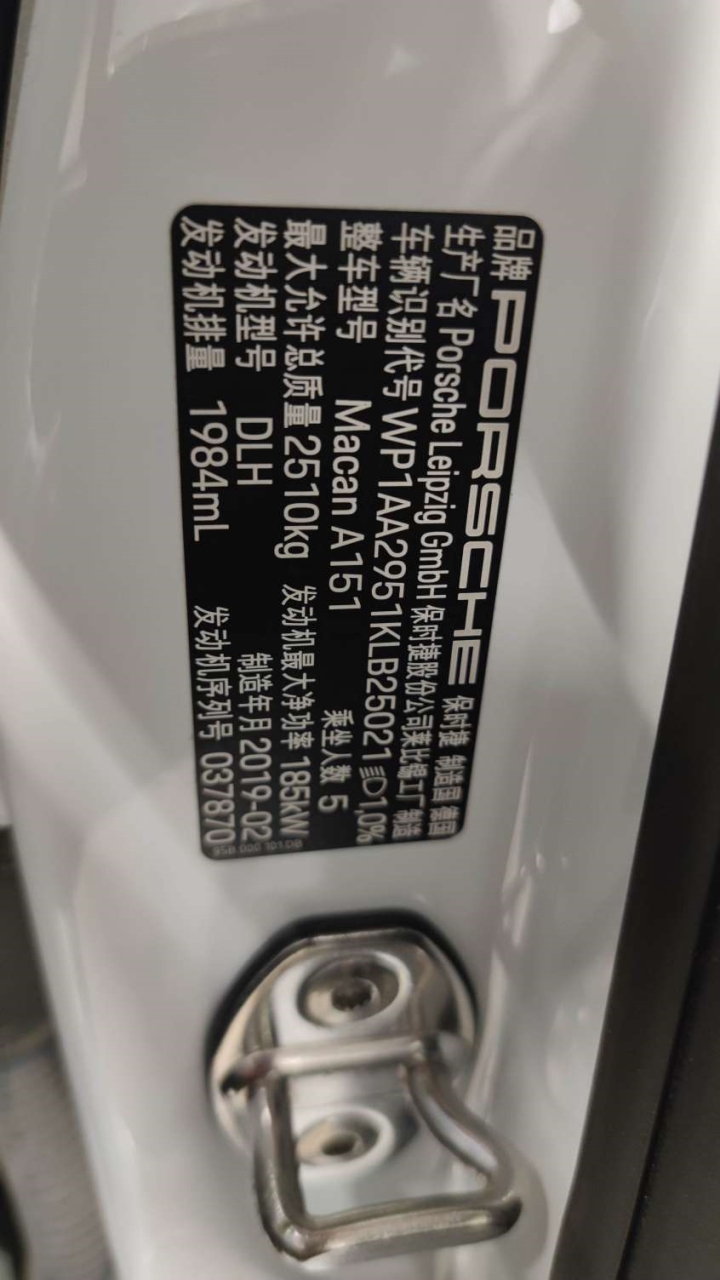 品牌 PORSCHE 保时捷 制造国 德国
生产厂名 Porsche Leipzig GmbH 保时捷股份公司莱比锡工厂 制造
车辆识别代号 WP1AA2951KLB25021 1,0%
整车型号 Macan A151 乘坐人数 5
最大允许总质量 2510kg 发动机最大净功率 185kW
发动机型号 DLH 制造年月 2019-02
发动机排量 1984mL 发动机序列号 037870